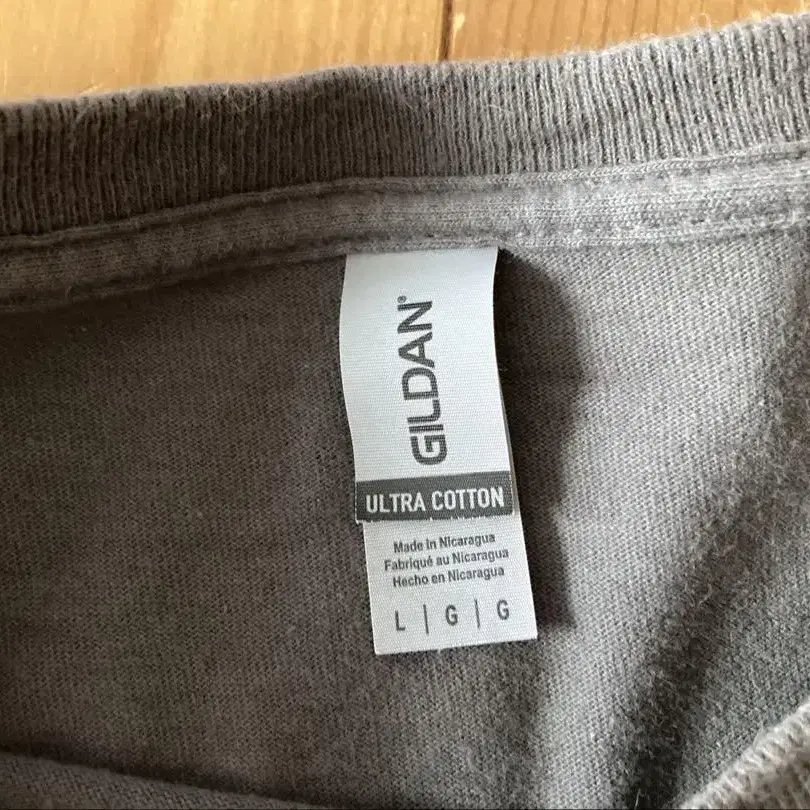 GILDAN®
ULTRA COTTON
Made in Nicaragua
Fabriqué au Nicaragua
Hecho en Nicaragua
L | G | G